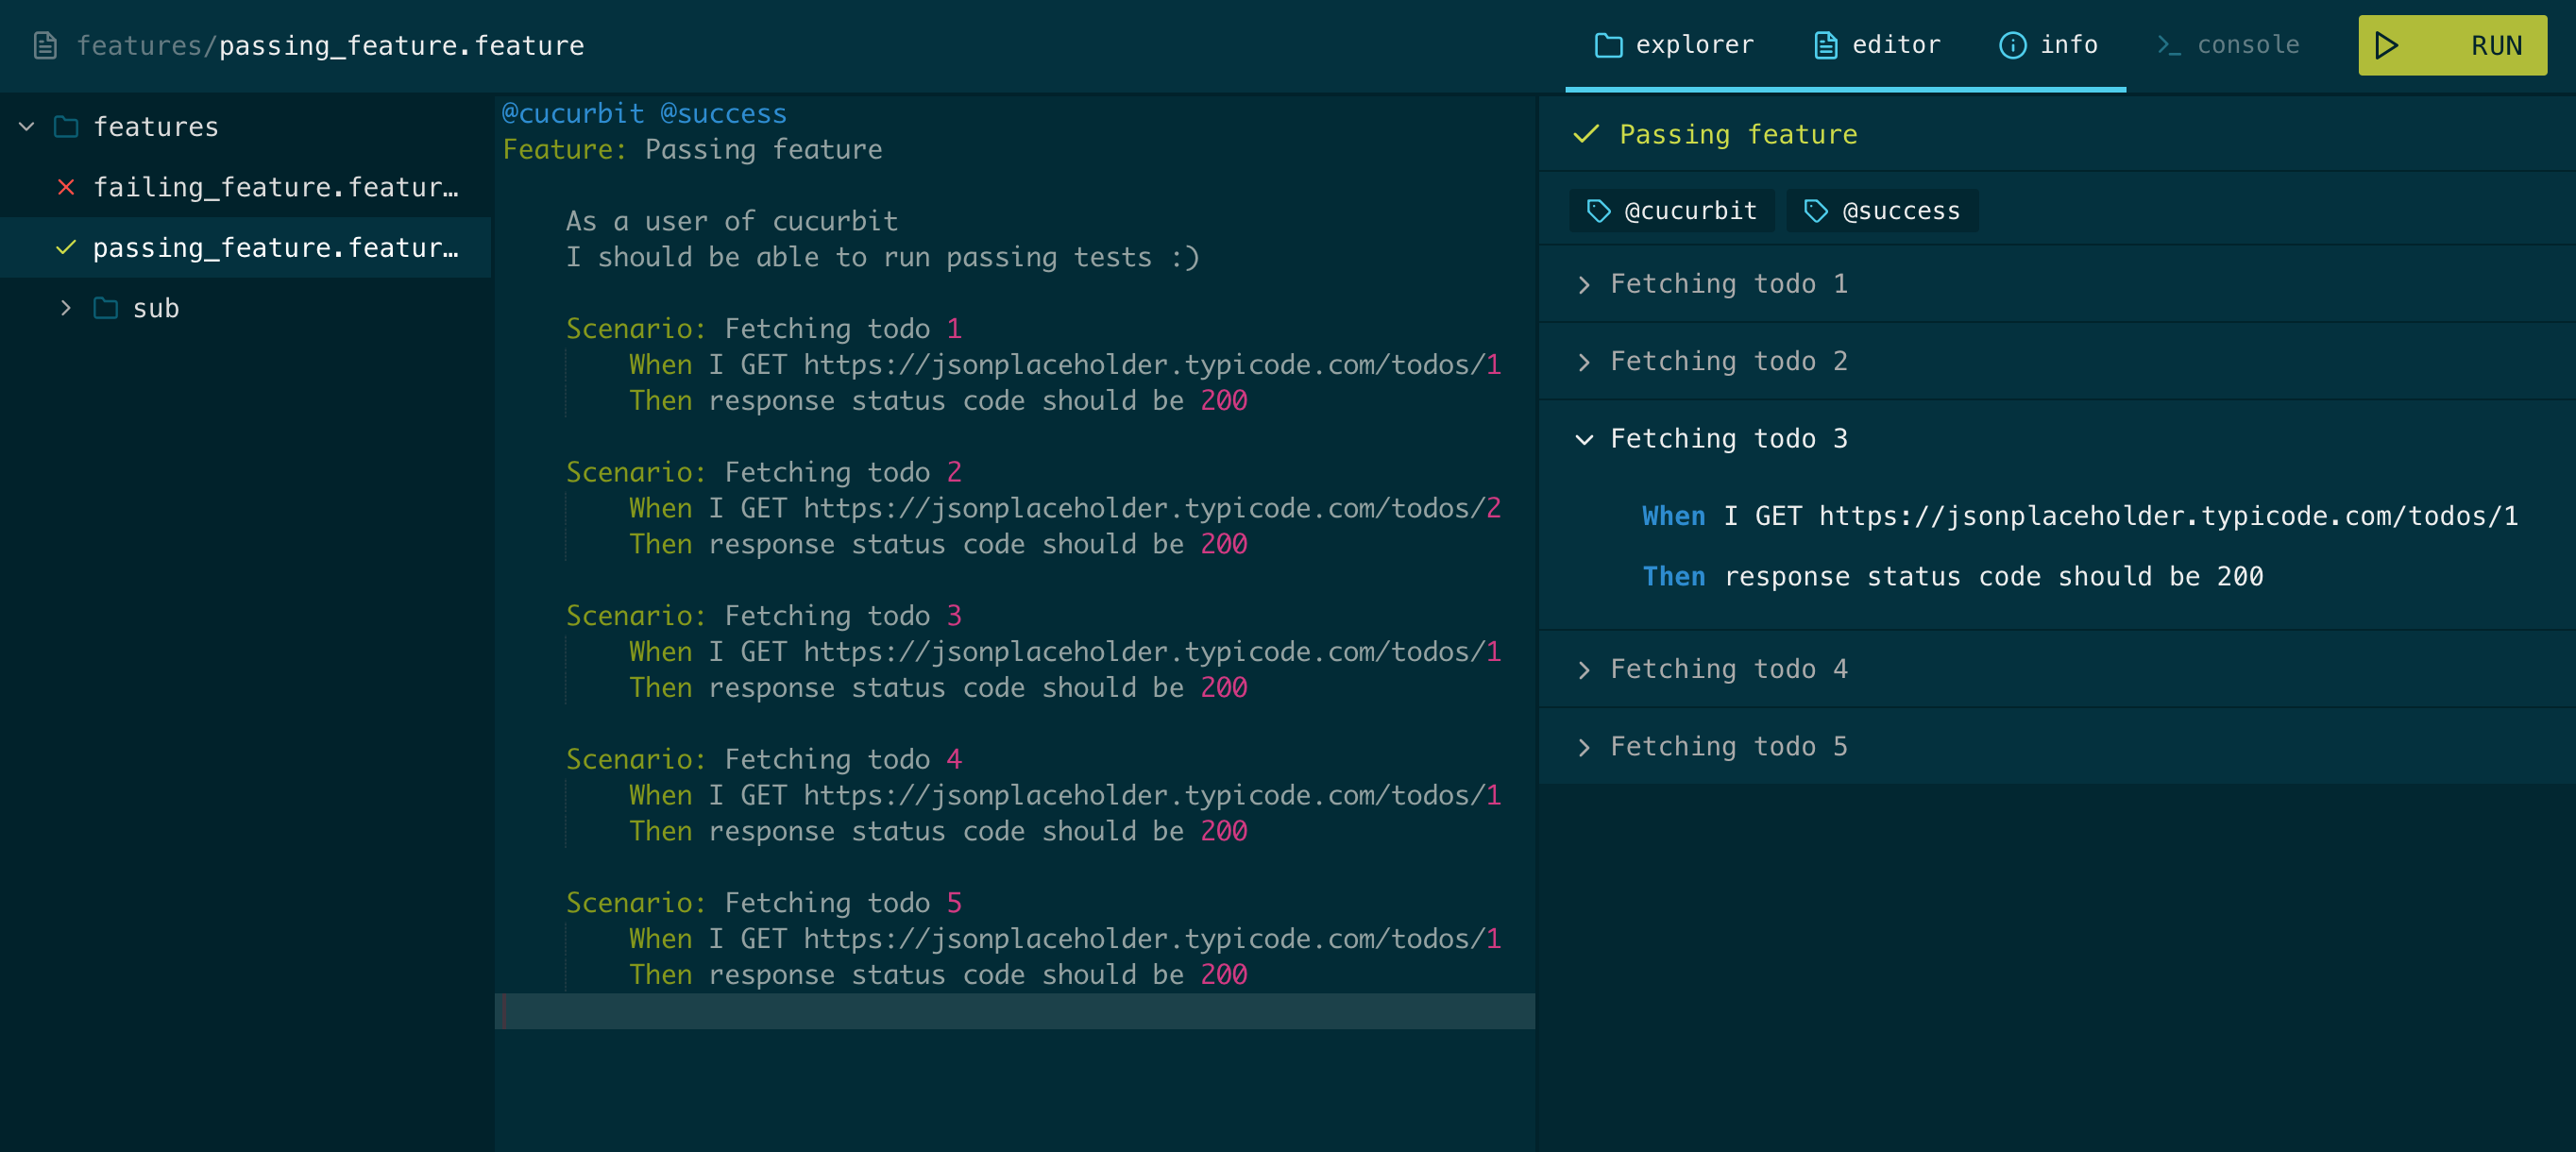 features/passing_feature.feature
explorer
editor
info
console
RUN
features
failing_feature.featur…
passing_feature.featur…
sub
@cucurbit @success
Feature: Passing feature
As a user of cucurbit
I should be able to run passing tests :)
Scenario: Fetching todo 1
When I GET https://jsonplaceholder.typicode.com/todos/1
Then response status code should be 200
Scenario: Fetching todo 2
When I GET https://jsonplaceholder.typicode.com/todos/2
Then response status code should be 200
Scenario: Fetching todo 3
When I GET https://jsonplaceholder.typicode.com/todos/1
Then response status code should be 200
Scenario: Fetching todo 4
When I GET https://jsonplaceholder.typicode.com/todos/1
Then response status code should be 200
Scenario: Fetching todo 5
When I GET https://jsonplaceholder.typicode.com/todos/1
Then response status code should be 200
Passing feature
@cucurbit
@success
Fetching todo 1
Fetching todo 2
Fetching todo 3
When I GET https://jsonplaceholder.typicode.com/todos/1
Then response status code should be 200
Fetching todo 4
Fetching todo 5